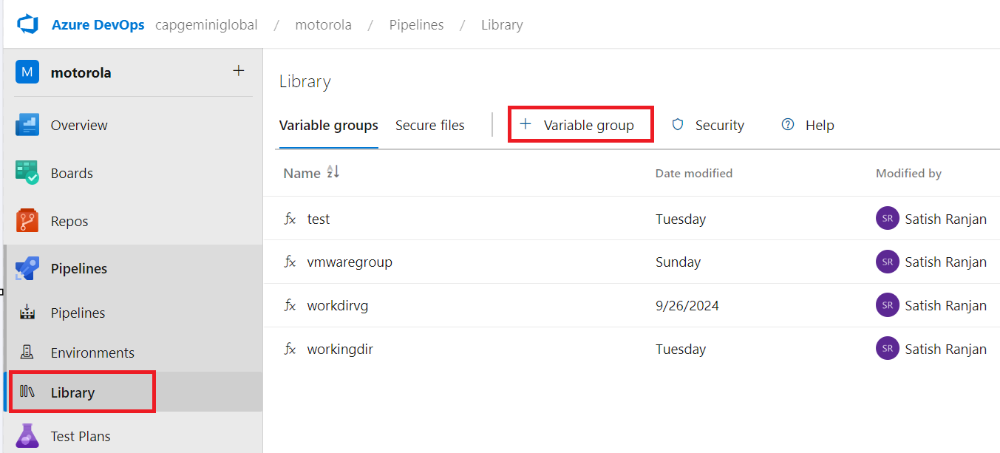 Azure DevOps capgeminiglobal / motorola / Pipelines / Library
M motorola +
Overview
Boards
Repos
Pipelines
Pipelines
Environments
Library
Test Plans
Library
Variable groups Secure files + Variable group Security ? Help
Name Date modified Modified by
fx test Tuesday SR Satish Ranjan
fx vmwaregroup Sunday SR Satish Ranjan
fx workdirvg 9/26/2024 SR Satish Ranjan
fx workingdir Tuesday SR Satish Ranjan